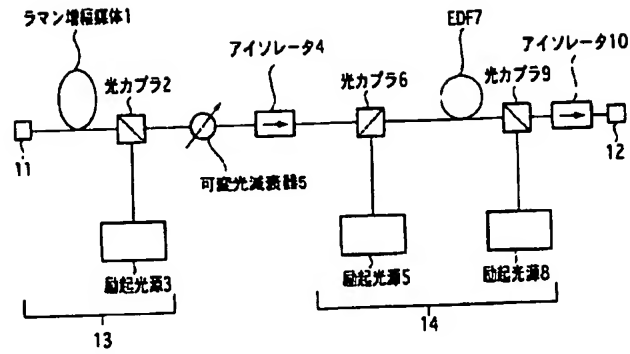 ラマン増幅媒体1
EDF7
アイソレータ4
アイソレータ10
光カプラ2
光カプラ6
光カプラ9
11
12
可変光減衰器5
励起光源3
励起光源5
励起光源8
13
14